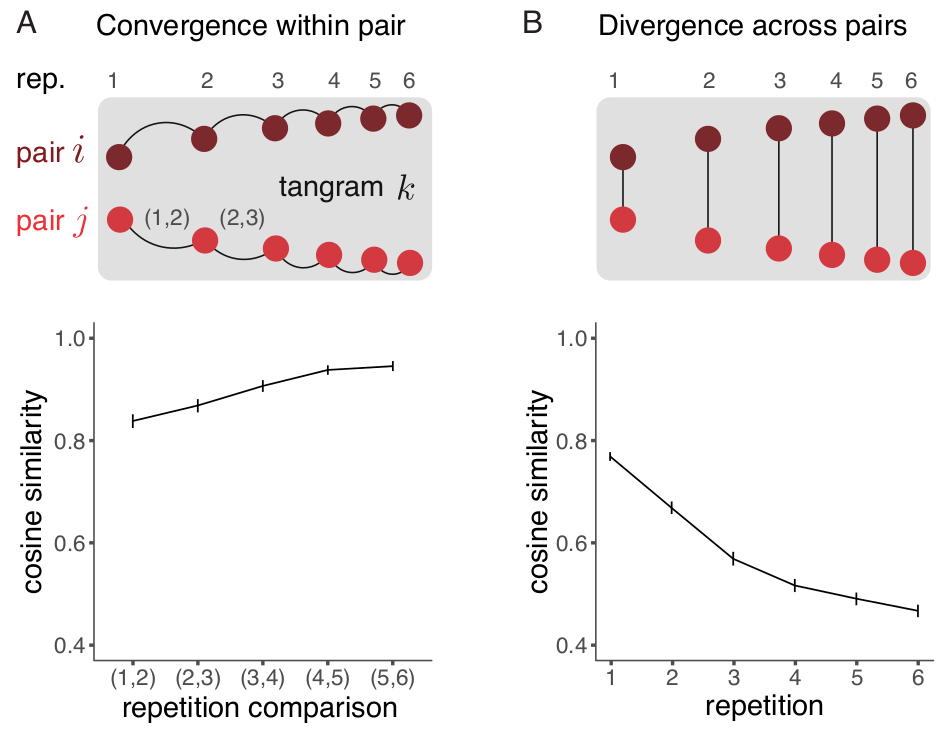 A Convergence within pair
rep. 1 2 3 4 5 6
pair i
tangram k
pair j (1,2) (2,3)
1.0
0.8
0.6
0.4
cosine similarity
(1,2) (2,3) (3,4) (4,5) (5,6)
repetition comparison
B Divergence across pairs
1 2 3 4 5 6
1.0
0.8
0.6
0.4
cosine similarity
1 2 3 4 5 6
repetition